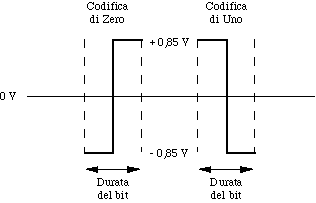 Codifica
di Zero
Codifica
di Uno
+ 0,85 V
0 V
- 0,85 V
Durata
del bit
Durata
del bit